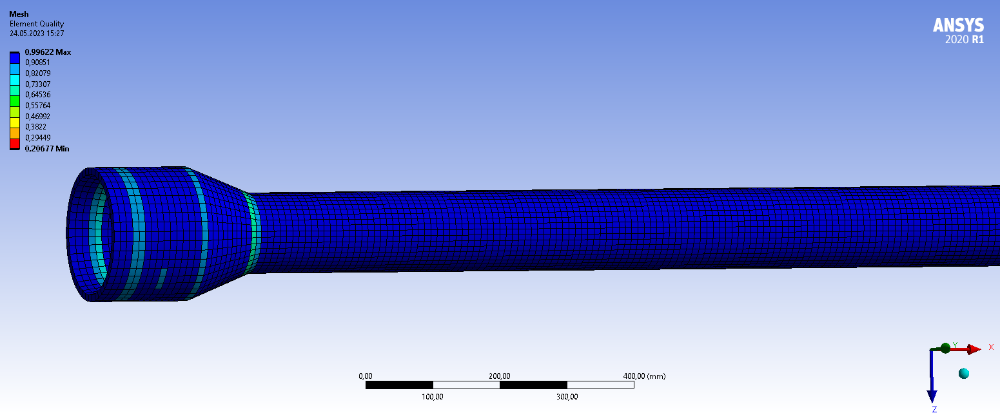 Mesh
Element Quality
24.05.2023 15:27
0,99622 Max
0,90851
0,82079
0,73307
0,64536
0,55764
0,46992
0,3822
0,29449
0,20677 Min
ANSYS
2020 R1
0,00 200,00 400,00 (mm)
100,00 300,00
Y X
Z